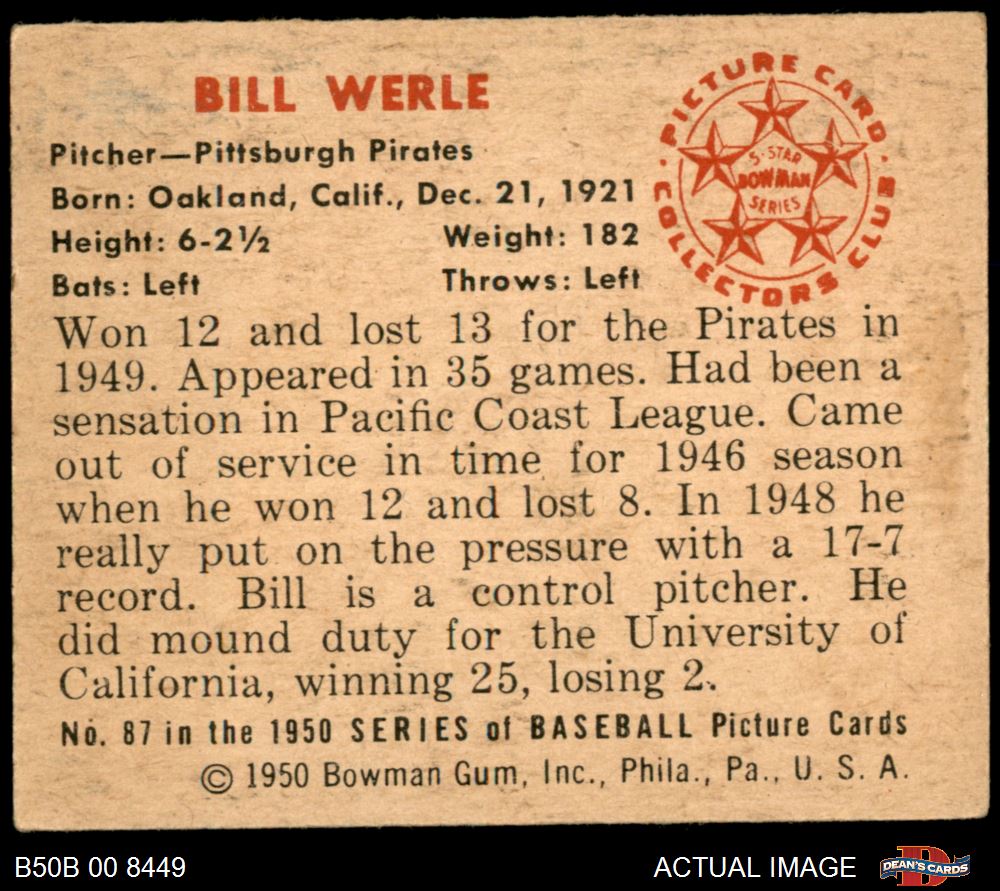 BILL WERLE
Pitcher—Pittsburgh Pirates
Born: Oakland, Calif., Dec. 21, 1921
Height: 6-2½ Weight: 182
Bats: Left Throws: Left
PICTURE CARD COLLECTORS CLUB
5-STAR
BOWMAN
SERIES
Won 12 and lost 13 for the Pirates in
1949. Appeared in 35 games. Had been a
sensation in Pacific Coast League. Came
out of service in time for 1946 season
when he won 12 and lost 8. In 1948 he
really put on the pressure with a 17-7
record. Bill is a control pitcher. He
did mound duty for the University of
California, winning 25, losing 2.
No. 87 in the 1950 SERIES of BASEBALL Picture Cards
© 1950 Bowman Gum, Inc., Phila., Pa., U. S. A.
B50B 00 8449
ACTUAL IMAGE
DEAN'S CARDS